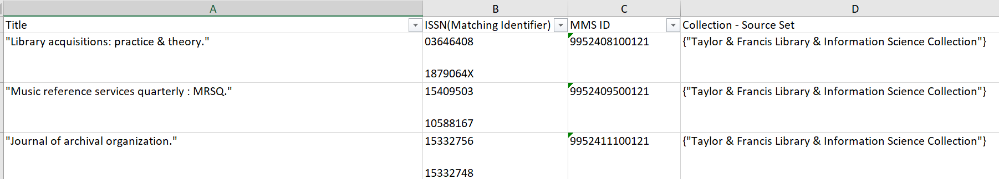 A B C D
Title ISSN(Matching Identifier) MMS ID Collection - Source Set
"Library acquisitions: practice & theory." 03646408 9952408100121 {"Taylor & Francis Library & Information Science Collection"}
1879064X
"Music reference services quarterly : MRSQ." 15409503 9952409500121 {"Taylor & Francis Library & Information Science Collection"}
10588167
"Journal of archival organization." 15332756 9952411100121 {"Taylor & Francis Library & Information Science Collection"}
15332748